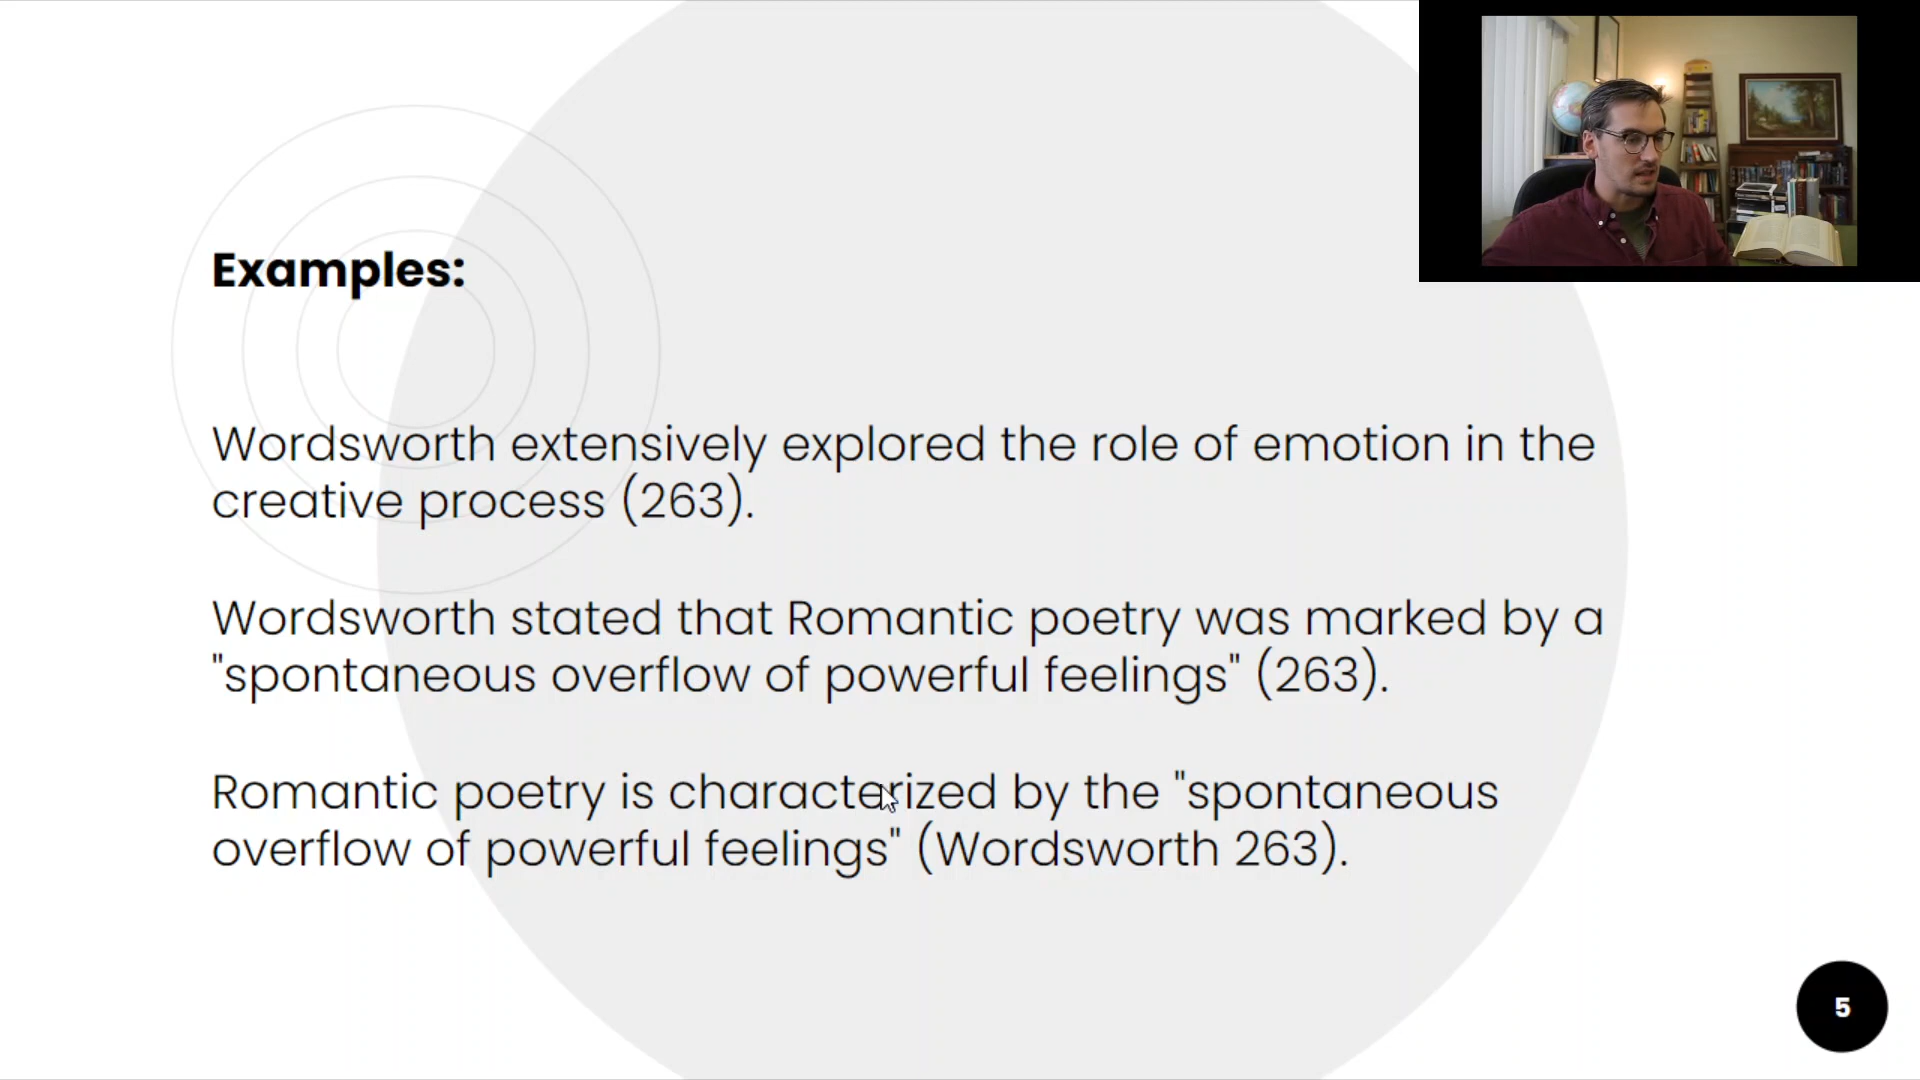 Examples:
Wordsworth extensively explored the role of emotion in the
creative process (263).
Wordsworth stated that Romantic poetry was marked by a
"spontaneous overflow of powerful feelings" (263).
Romantic poetry is characterized by the "spontaneous
overflow of powerful feelings" (Wordsworth 263).
5